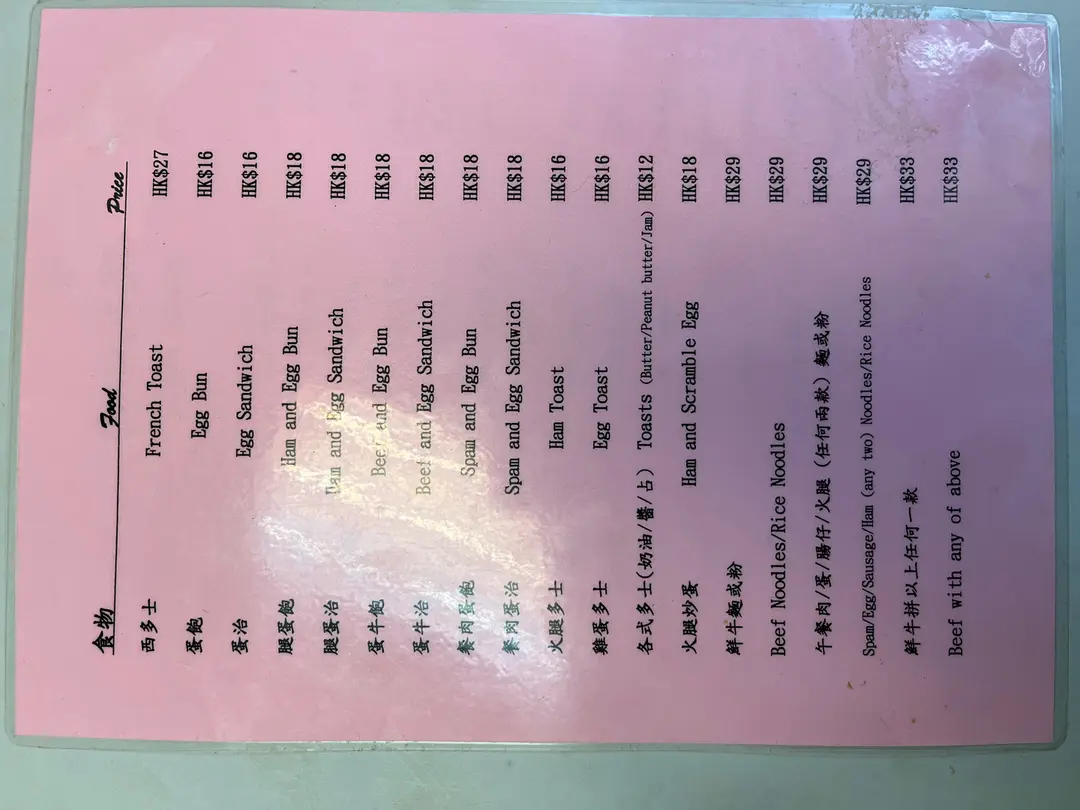 食物 Food Price
西多士 French Toast HK$27
蛋飽 Egg Bun HK$16
蛋治 Egg Sandwich HK$16
腿蛋飽 Ham and Egg Bun HK$18
腿蛋治 Ham and Egg Sandwich HK$18
蛋牛飽 Beef and Egg Bun HK$18
蛋牛治 Beef and Egg Sandwich HK$18
餐肉蛋飽 Spam and Egg Bun HK$18
餐肉蛋治 Spam and Egg Sandwich HK$18
火腿多士 Ham Toast HK$16
雞蛋多士 Egg Toast HK$16
各式多士(奶油/醬/占) Toasts (Butter/Peanut butter/Jam) HK$12
火腿炒蛋 Ham and Scramble Egg HK$18
鮮牛麵或粉 HK$29
Beef Noodles/Rice Noodles HK$29
午餐肉/蛋/腸仔/火腿 (任何兩款) 麵或粉 HK$29
Spam/Egg/Sausage/Ham (any two) Noodles/Rice Noodles HK$29
鮮牛拼以上任何一款 HK$33
Beef with any of above HK$33